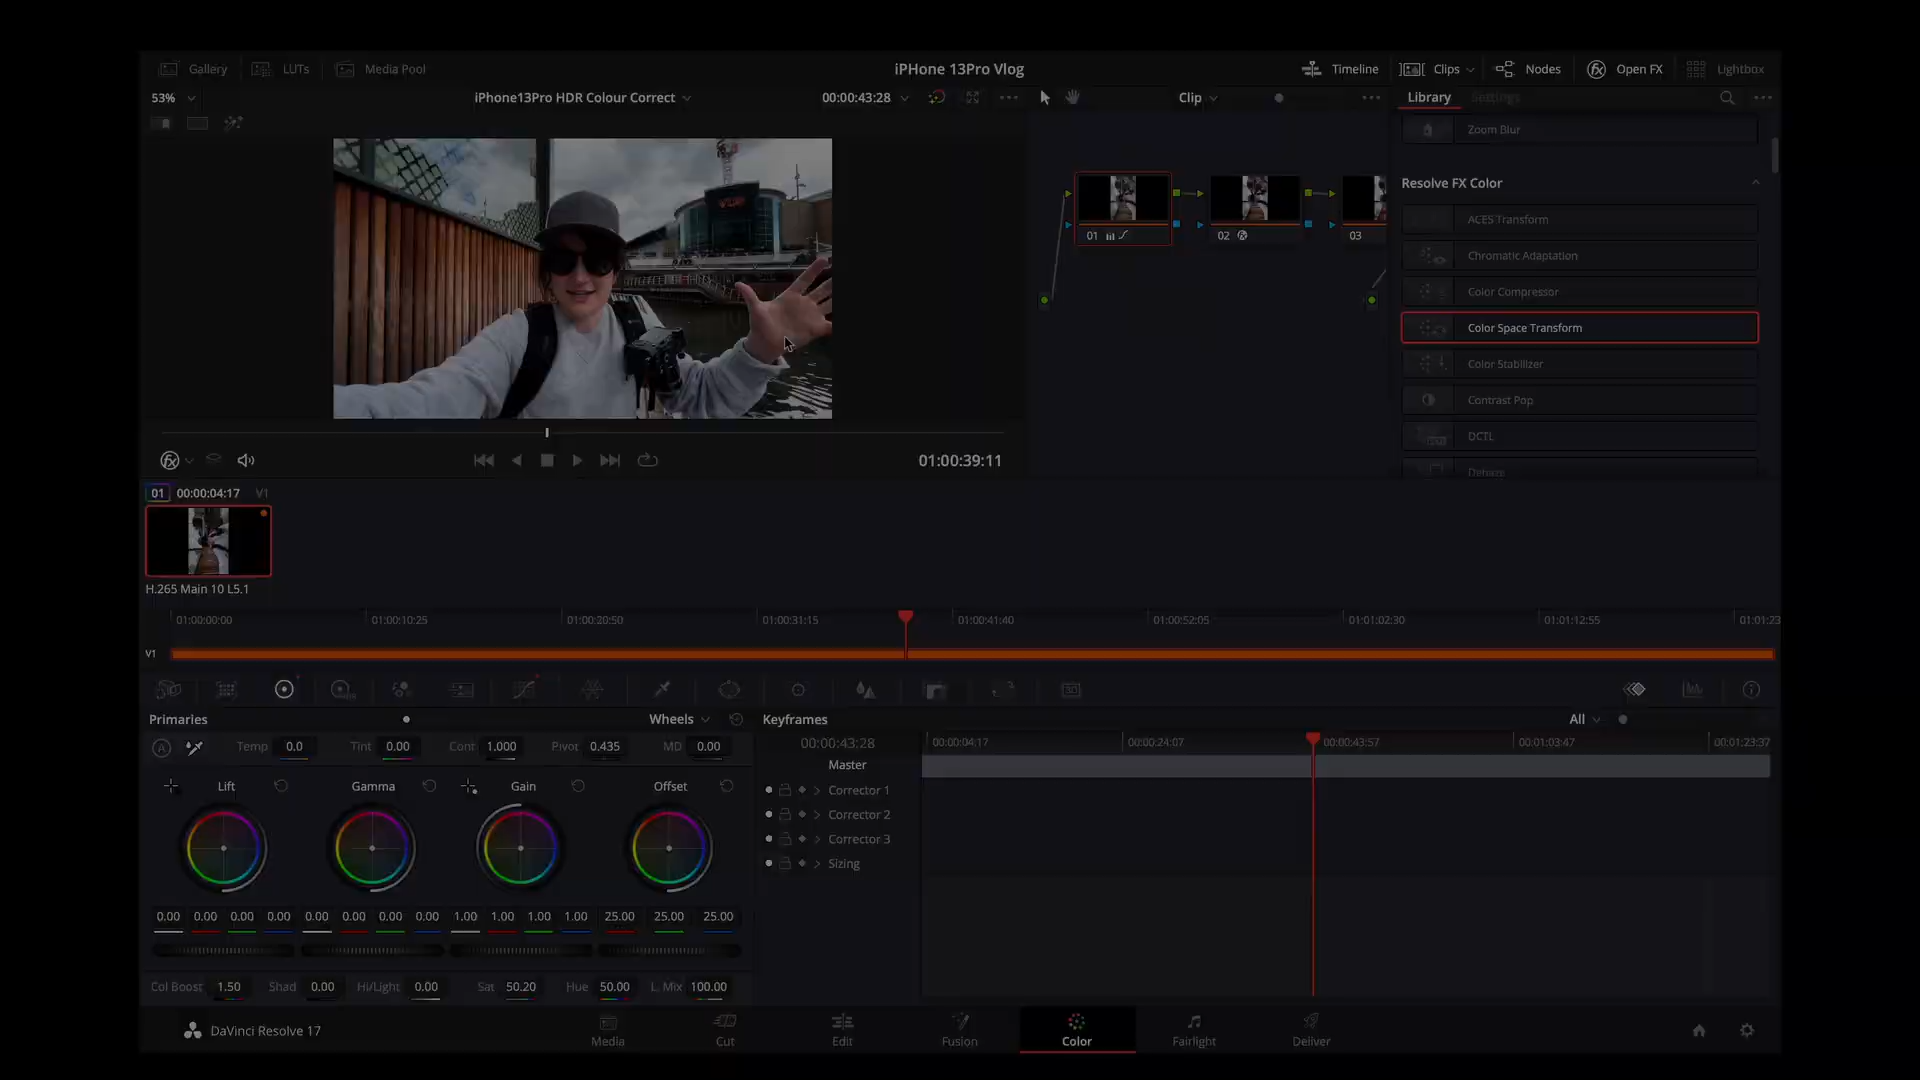 Gallery LUTs Media Pool iPHone 13Pro Vlog Timeline Clips Nodes Open FX Lightbox
53% iPhone13Pro HDR Colour Correct 00:00:43:28 Clip Library Settings
Zoom Blur
Resolve FX Color
ACES Transform
Chromatic Adaptation
Color Compressor
Color Space Transform
Color Stabilizer
Contrast Pop
DCTL
Dehaze
01 02 03
01:00:39:11
01 00:00:04:17 V1
H.265 Main 10 L5.1
01:00:00:00 01:00:10:25 01:00:20:50 01:00:31:15 01:00:41:40 01:00:52:05 01:01:02:30 01:01:12:55 01:01:23
V1
Primaries Wheels Keyframes All
A Temp 0.0 Tint 0.00 Cont 1.000 Pivot 0.435 MD 0.00
00:00:43:28 00:00:04:17 00:00:24:07 00:00:43:57 00:01:03:47 00:01:23:37
Master
Lift Gamma Gain Offset
Corrector 1
Corrector 2
Corrector 3
Sizing
0.00 0.00 0.00 0.00 0.00 0.00 0.00 0.00 1.00 1.00 1.00 1.00 25.00 25.00 25.00
Col Boost 1.50 Shad 0.00 Hi/Light 0.00 Sat 50.20 Hue 50.00 L. Mix 100.00
DaVinci Resolve 17 Media Cut Edit Fusion Color Fairlight Deliver